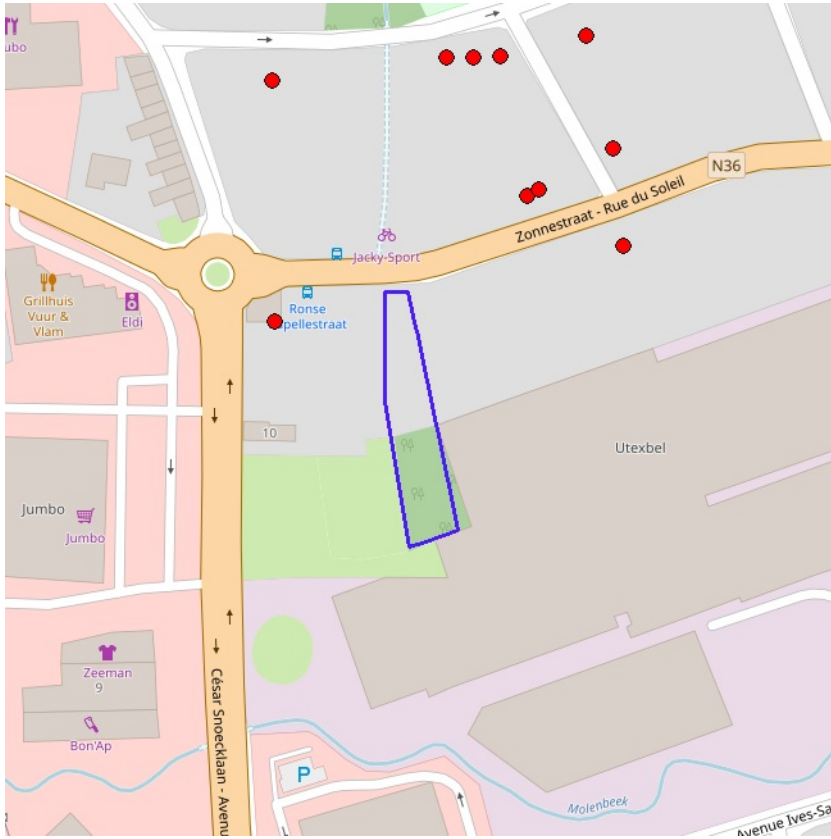 ubo
N36
Zonnestraat - Rue du Soleil
Jacky-Sport
Grillhuis
Vuur &
Vlam
Eldi
Ronse
pellestraat
10
Utexbel
Jumbo
Jumbo
Zeeman
9
Bon'Ap
César Snoecklaan - Avenu
P
Molenbeek
Avenue Ives-Sa